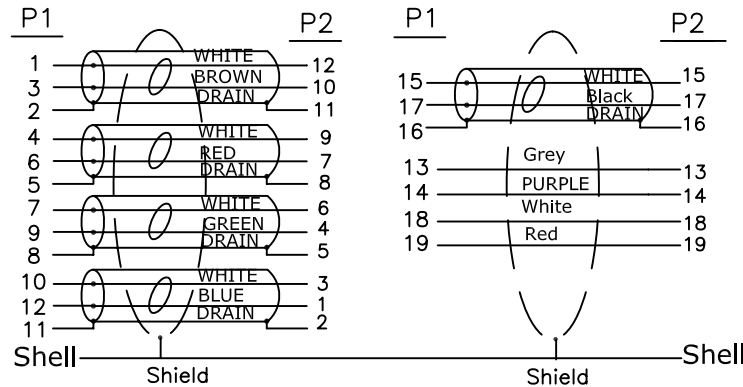 P1 P2 P1 P2
1 WHITE 12
3 BROWN 10
2 DRAIN 11
4 WHITE 9
6 RED 7
5 DRAIN 8
7 WHITE 6
9 GREEN 4
8 DRAIN 5
10 WHITE 3
12 BLUE 1
11 DRAIN 2
15 WHITE 15
17 Black 17
16 DRAIN 16
13 Grey 13
14 PURPLE 14
18 White 18
19 Red 19
Shell Shell
Shield Shield